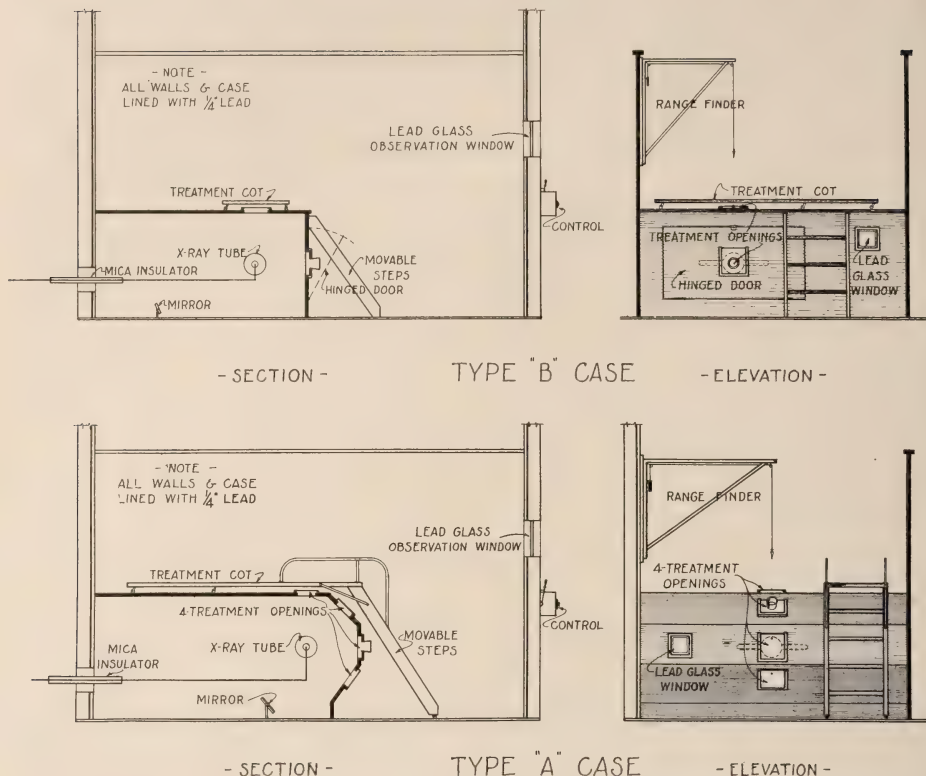 - NOTE -
ALL WALLS & CASE
LINED WITH 1/4" LEAD
LEAD GLASS
OBSERVATION WINDOW
TREATMENT COT
CONTROL
X-RAY TUBE
MICA INSULATOR
MOVABLE
STEPS
HINGED DOOR
MIRROR
RANGE FINDER
TREATMENT COT
TREATMENT OPENINGS
HINGED DOOR
LEAD
GLASS
WINDOW
- SECTION -
TYPE "B" CASE
- ELEVATION -
- NOTE -
ALL WALLS & CASE
LINED WITH 1/4" LEAD
LEAD GLASS
OBSERVATION WINDOW
TREATMENT COT
4-TREATMENT OPENINGS
CONTROL
X-RAY TUBE
MOVABLE
STEPS
MICA
INSULATOR
MIRROR
RANGE FINDER
4-TREATMENT
OPENINGS
LEAD GLASS
WINDOW
- SECTION -
TYPE "A" CASE
- ELEVATION -